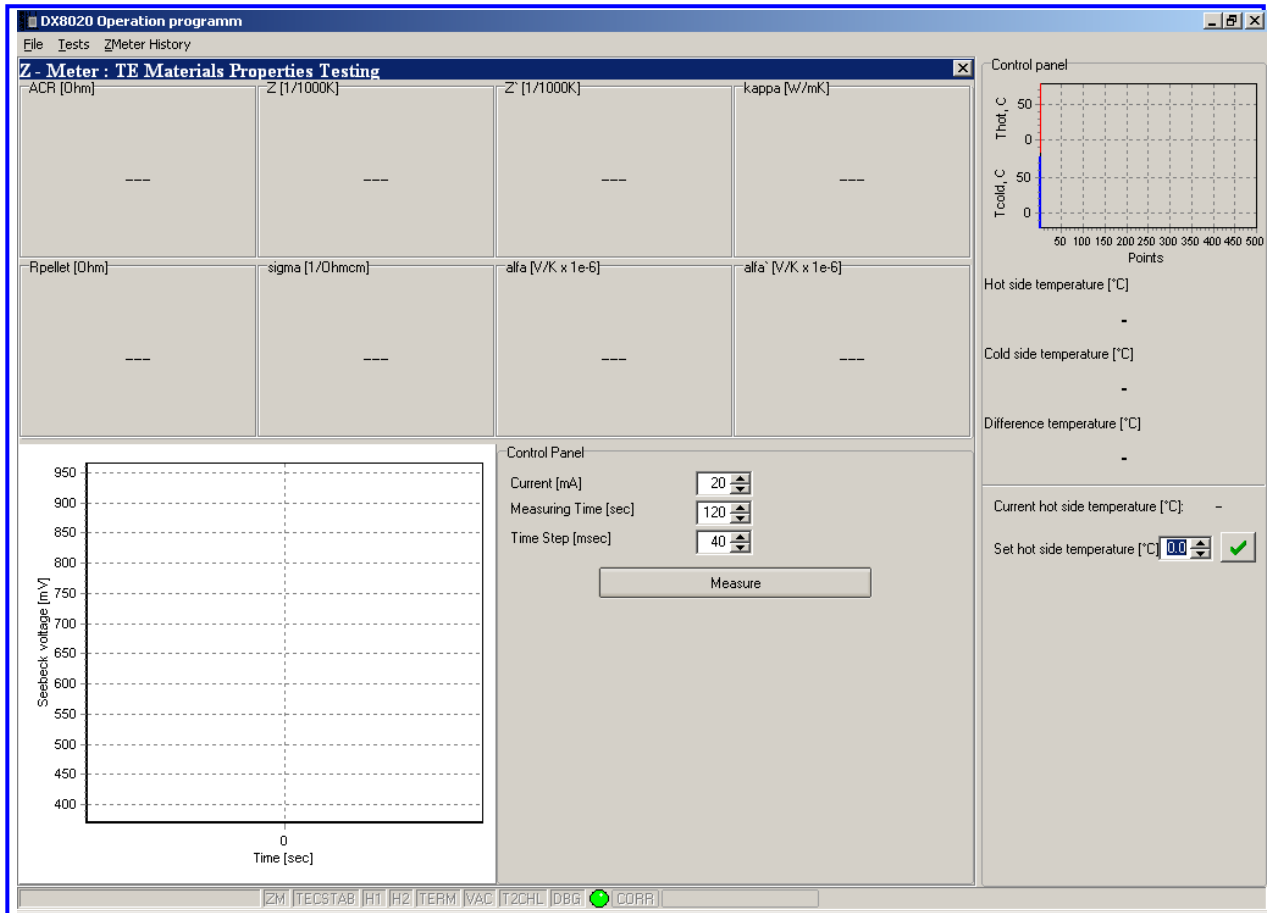 DX8020 Operation programm
File Tests ZMeter History
Z - Meter : TE Materials Properties Testing
ACR [Ohm] Z [1/1000K] Z` [1/1000K] kappa [W/mK]
--- --- --- ---
Rpellet [Ohm] sigma [1/Ohmcm] alfa [V/K x 1e-6] alfa` [V/K x 1e-6]
--- --- --- ---
950
900
850
800
750
700
650
600
550
500
450
400
Seebeck voltage [mV]
0
Time [sec]
Control Panel
Current [mA] 20
Measuring Time [sec] 120
Time Step [msec] 40
Measure
Control panel
Thot, C
50
0
Tcold, C
50
0
50 100 150 200 250 300 350 400 450 500
Points
Hot side temperature [°C]
-
Cold side temperature [°C]
-
Difference temperature [°C]
-
Current hot side temperature [°C]: -
Set hot side temperature [°C] 0.0
ZM TECSTAB H1 H2 TERM VAC T2CHL DBG CORR